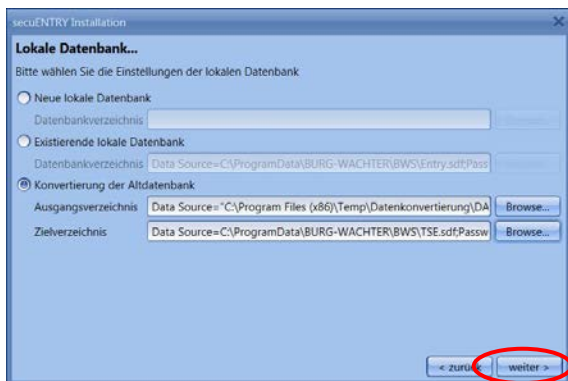 secuENTRY Installation
Lokale Datenbank...
Bitte wählen Sie die Einstellungen der lokalen Datenbank
Neue lokale Datenbank
Datenbankverzeichnis
Existierende lokale Datenbank
Datenbankverzeichnis Data Source=C:\ProgramData\BURG-WACHTER\BWS\Entry.sdf;Pass
Konvertierung der Altdatenbank
Ausgangsverzeichnis Data Source="C:\Program Files (x86)\Temp\Datenkonvertierung\DA Browse...
Zielverzeichnis Data Source=C:\ProgramData\BURG-WACHTER\BWS\TSE.sdf;Passw Browse...
< zurück weiter >